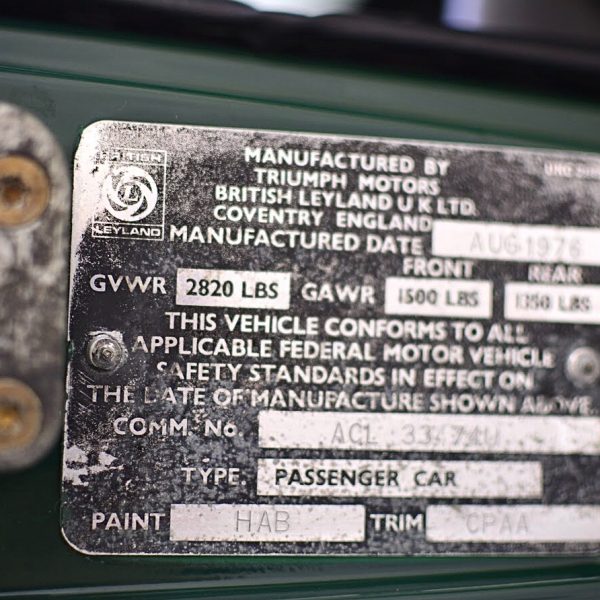 BRITISH
LEYLAND
MANUFACTURED BY
TRIUMPH MOTORS
BRITISH LEYLAND U K LTD.
COVENTRY ENGLAND
MANUFACTURED DATE AUG 1976
FRONT REAR
GVWR 2820 LBS GAWR 1500 LBS 1350 LBS
THIS VEHICLE CONFORMS TO ALL
APPLICABLE FEDERAL MOTOR VEHICLE
SAFETY STANDARDS IN EFFECT ON
THE DATE OF MANUFACTURE SHOWN ABOVE.
COMM. No. ACL
TYPE. PASSENGER CAR
PAINT HAB TRIM CPAA